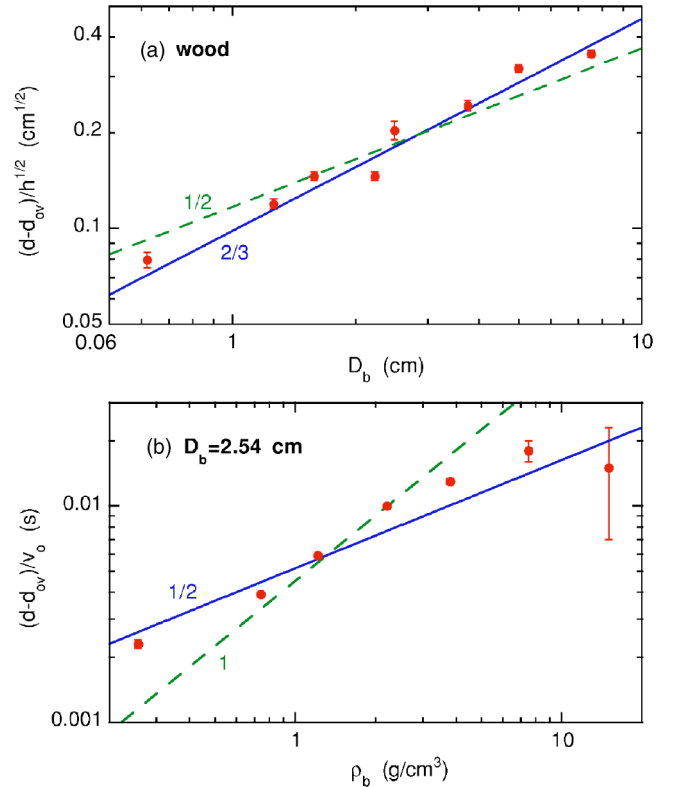 0.4
(a) wood
0.2
(d-d_ov)/h^1/2 (cm^1/2)
1/2
0.1
2/3
0.05
0.06 1 10
D_b (cm)
(b) D_b=2.54 cm
0.01
(d-d_ov)/v_o (s)
1/2
1
0.001
1 10
ρ_b (g/cm^3)